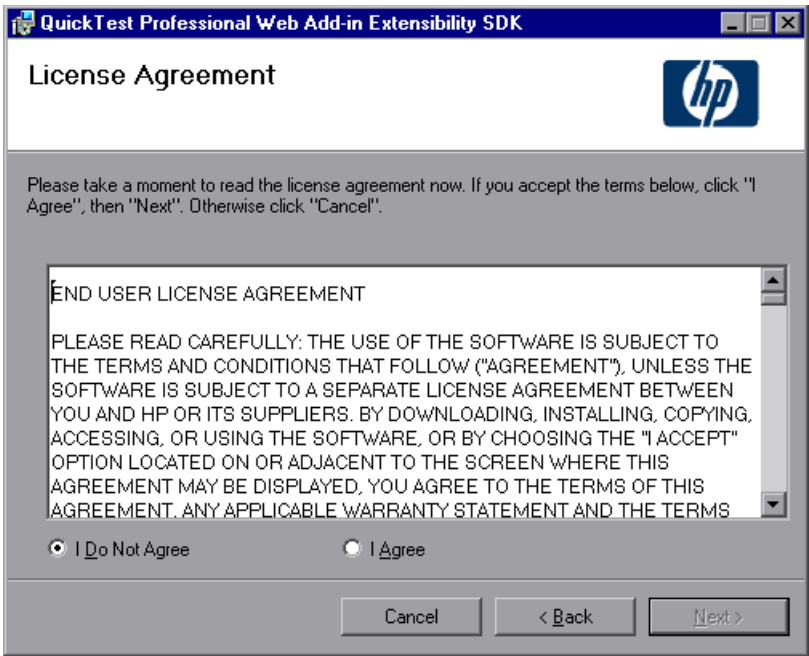 QuickTest Professional Web Add-in Extensibility SDK
License Agreement
hp
Please take a moment to read the license agreement now. If you accept the terms below, click "I
Agree", then "Next". Otherwise click "Cancel".
END USER LICENSE AGREEMENT
PLEASE READ CAREFULLY: THE USE OF THE SOFTWARE IS SUBJECT TO
THE TERMS AND CONDITIONS THAT FOLLOW ("AGREEMENT"), UNLESS THE
SOFTWARE IS SUBJECT TO A SEPARATE LICENSE AGREEMENT BETWEEN
YOU AND HP OR ITS SUPPLIERS. BY DOWNLOADING, INSTALLING, COPYING,
ACCESSING, OR USING THE SOFTWARE, OR BY CHOOSING THE "I ACCEPT"
OPTION LOCATED ON OR ADJACENT TO THE SCREEN WHERE THIS
AGREEMENT MAY BE DISPLAYED, YOU AGREE TO THE TERMS OF THIS
AGREEMENT, ANY APPLICABLE WARRANTY STATEMENT AND THE TERMS
I Do Not Agree I Agree
Cancel < Back Next >